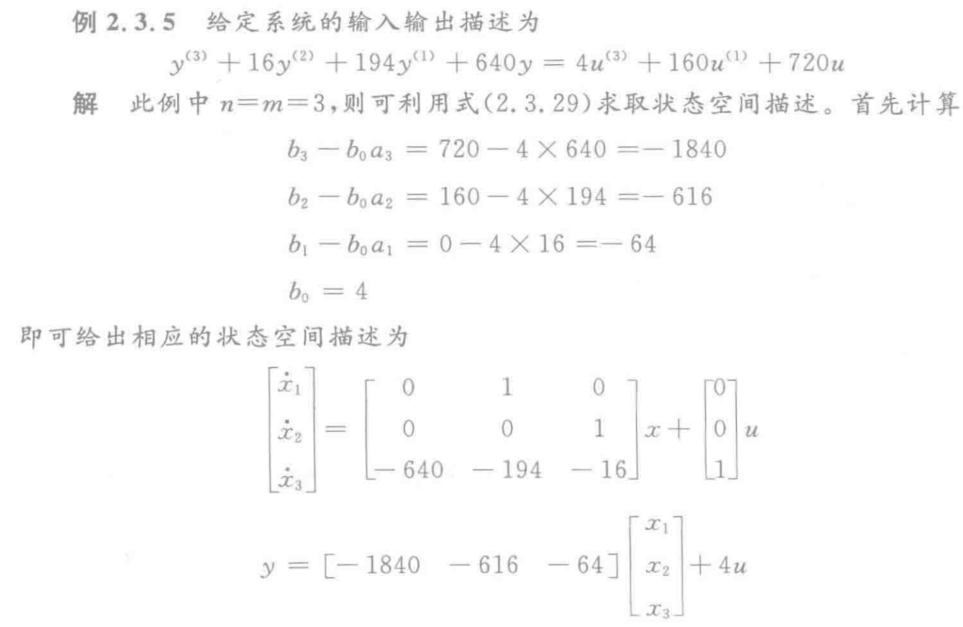 例 2.3.5 给定系统的输入输出描述为
y⁽³⁾ + 16y⁽²⁾ + 194y⁽¹⁾ + 640y = 4u⁽³⁾ + 160u⁽¹⁾ + 720u
解 此例中 n=m=3,则可利用式(2.3.29)求取状态空间描述。首先计算
b₃ − b₀a₃ = 720 − 4 × 640 = − 1840
b₂ − b₀a₂ = 160 − 4 × 194 = − 616
b₁ − b₀a₁ = 0 − 4 × 16 = − 64
b₀ = 4
即可给出相应的状态空间描述为
[ẋ₁ ẋ₂ ẋ₃] = [0 1 0; 0 0 1; − 640 − 194 − 16] x + [0 0 1] u
y = [− 1840 − 616 − 64] [x₁ x₂ x₃] + 4u